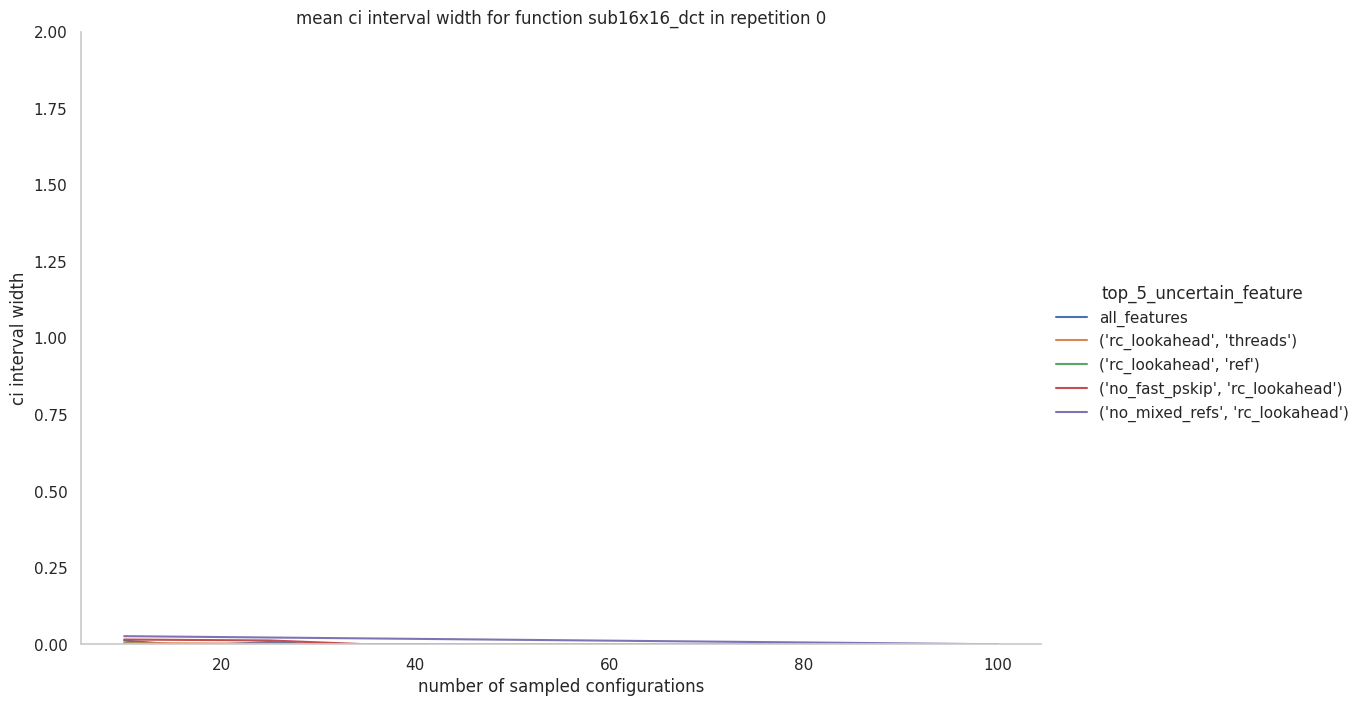 mean ci interval width for function sub16x16_dct in repetition 0
2.00
1.75
1.50
1.25
1.00
0.75
0.50
0.25
0.00
ci interval width
20
40
60
80
100
number of sampled configurations
top_5_uncertain_feature
all_features
('rc_lookahead', 'threads')
('rc_lookahead', 'ref')
('no_fast_pskip', 'rc_lookahead')
('no_mixed_refs', 'rc_lookahead')